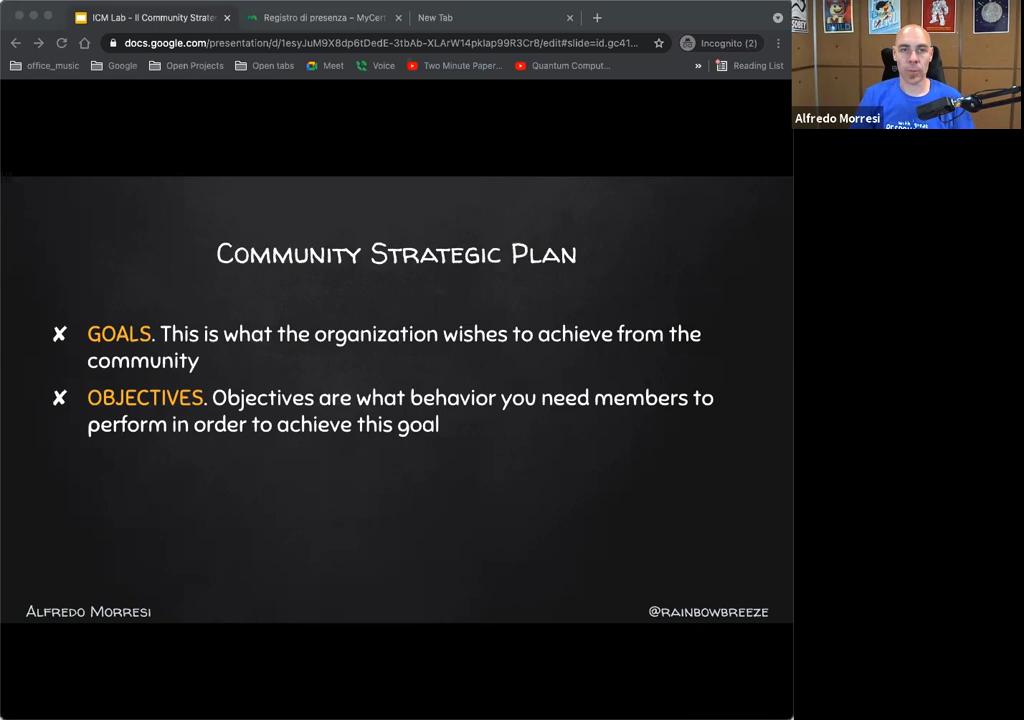 ICM Lab - Il Community Strate
Registro di presenza – MyCert
New Tab
docs.google.com/presentation/d/1esyJuM9X8dp6tDedE-3tbAb-XLArW14pklap99R3Cr8/edit#slide=id.gc41...
Incognito (2)
office_music
Google
Open Projects
Open tabs
Meet
Voice
Two Minute Paper...
Quantum Comput...
»
Reading List
Alfredo Morresi
Community Strategic Plan
✘ GOALS. This is what the organization wishes to achieve from the
community
✘ OBJECTIVES. Objectives are what behavior you need members to
perform in order to achieve this goal
Alfredo Morresi
@rainbowbreeze